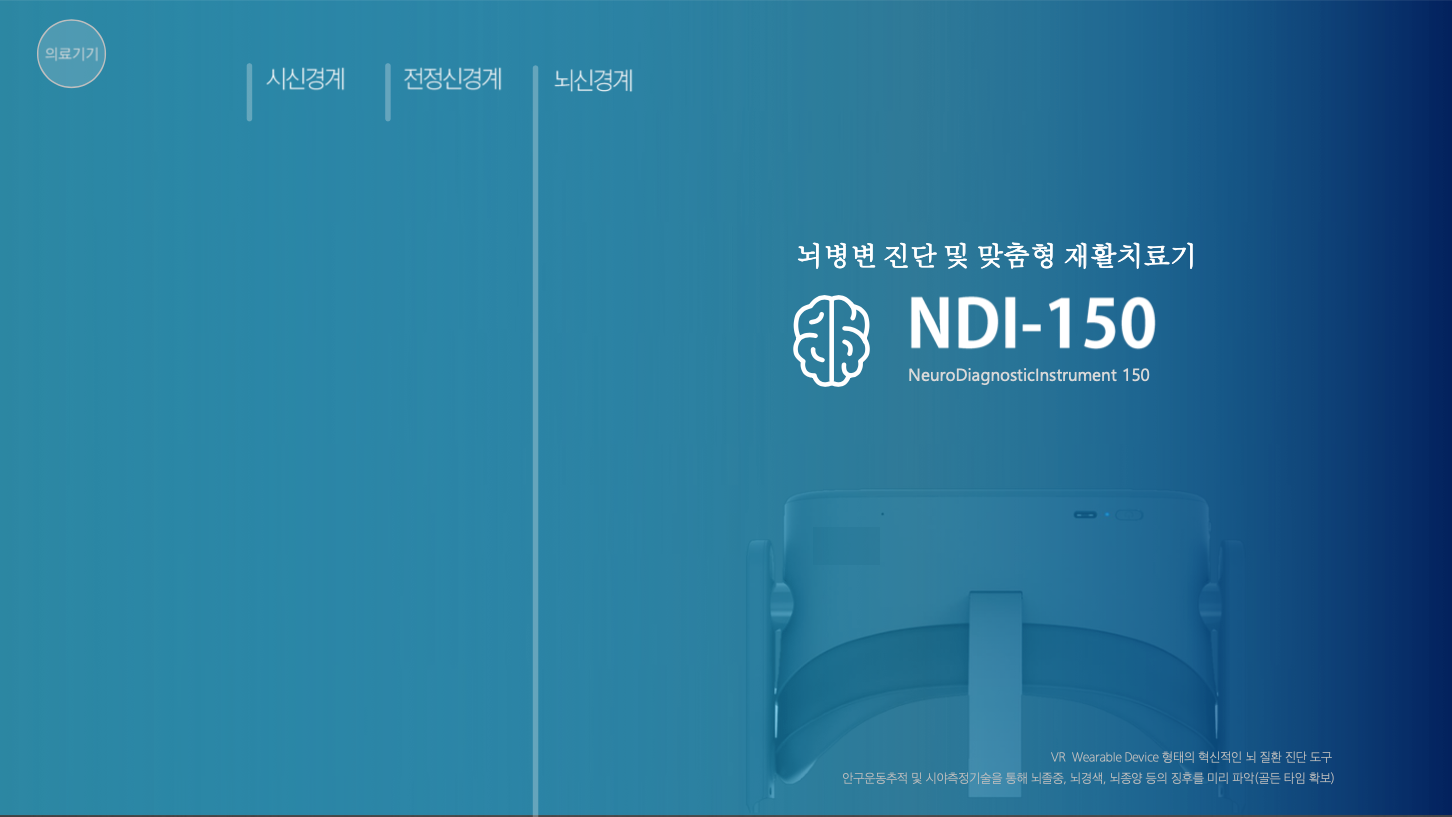 의료기기
시신경계
전정신경계
뇌신경계
뇌병변 진단 및 맞춤형 재활치료기
NDI-150
NeuroDiagnosticInstrument 150
VR Wearable Device 형태의 혁신적인 뇌 질환 진단 도구
안구운동추적 및 시야측정기술을 통해 뇌졸중, 뇌경색, 뇌종양 등의 징후를 미리 파악(골든 타임 확보)